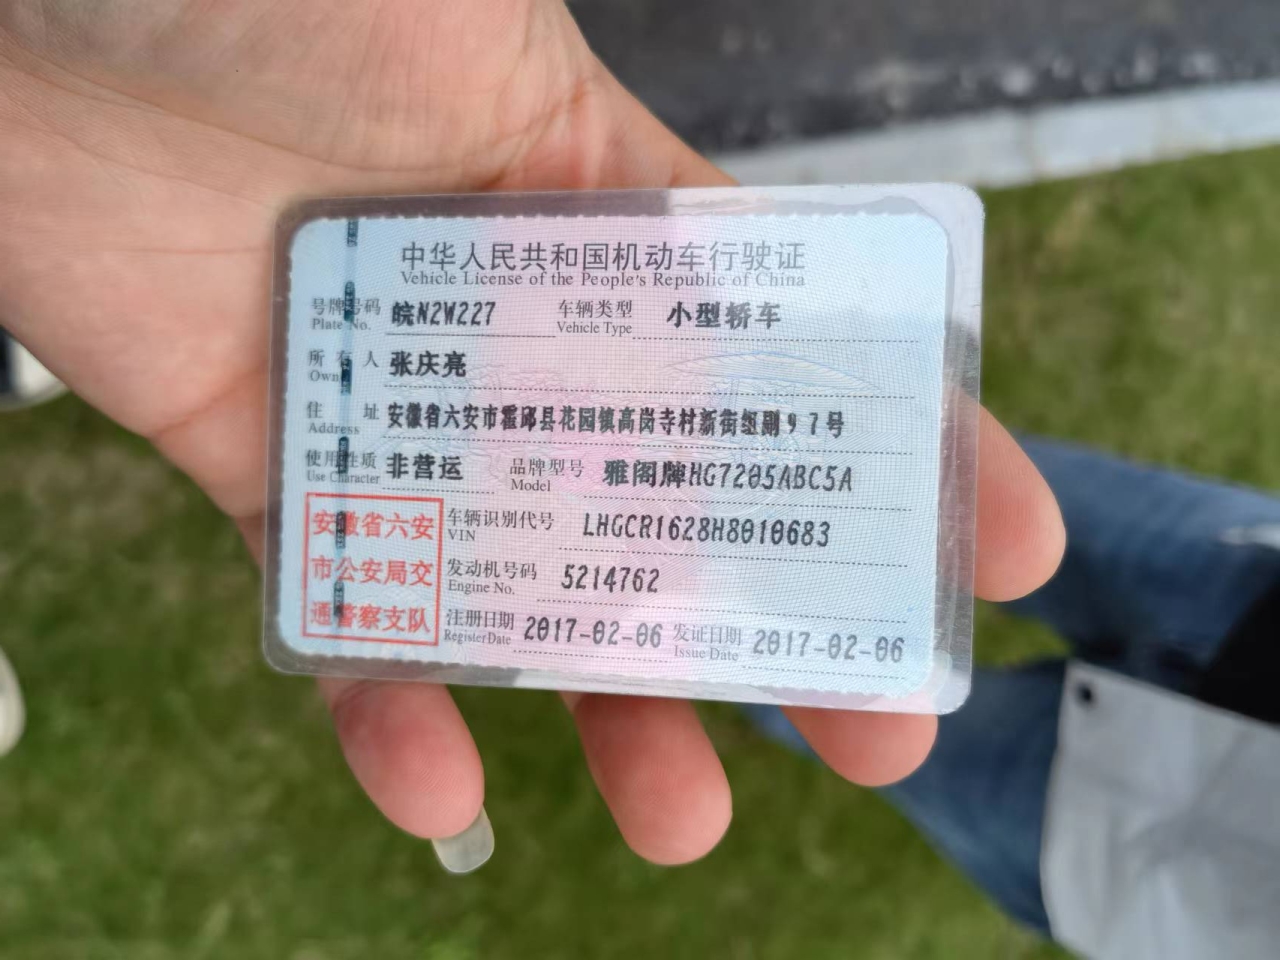 中华人民共和国机动车行驶证
Vehicle License of the People's Republic of China
号牌号码 皖N2W227 车辆类型 小型轿车
Plate No. Vehicle Type
所有人 张庆亮
Owner
住址 安徽省六安市霍邱县花园镇高岗寺村新街组副97号
Address
使用性质 非营运 品牌型号 雅阁牌HG7205ABC5A
Use Character Model
安徽省六安
市公安局交
通警察支队
车辆识别代号 LHGCR1628H8010683
VIN
发动机号码 5214762
Engine No.
注册日期 2017-02-06 发证日期 2017-02-06
Register Date Issue Date